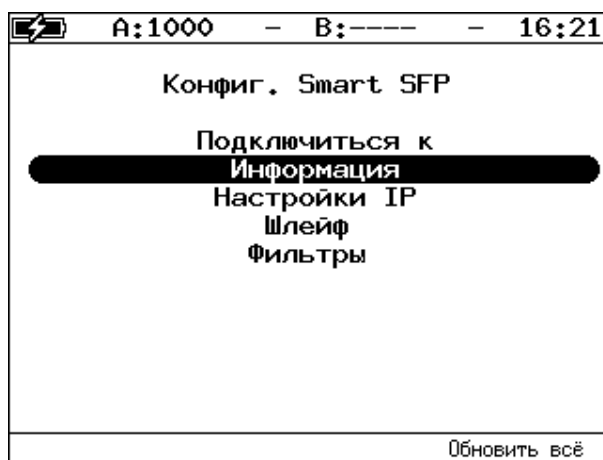 A:1000 – B:---- – 16:21
Конфиг. Smart SFP
Подключиться к
Информация
Настройки IP
Шлейф
Фильтры
Обновить всё